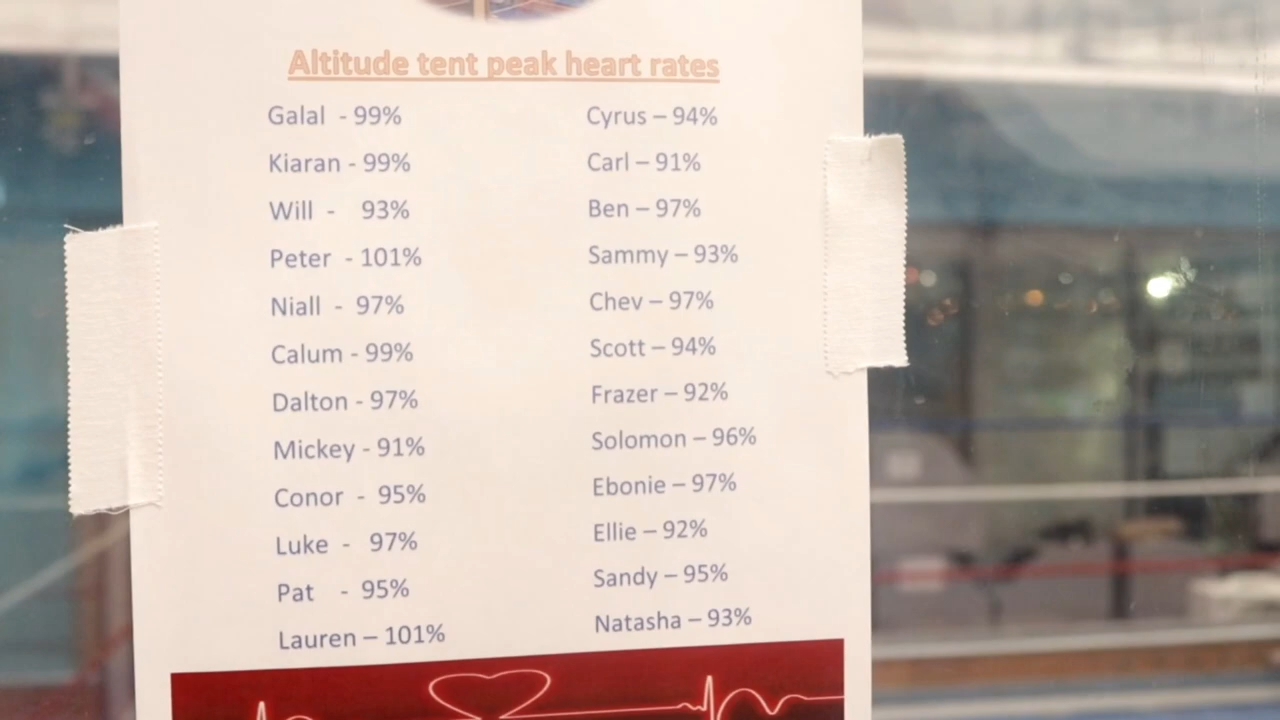 Altitude tent peak heart rates
Galal - 99%
Kiaran - 99%
Will - 93%
Peter - 101%
Niall - 97%
Calum - 99%
Dalton - 97%
Mickey - 91%
Conor - 95%
Luke - 97%
Pat - 95%
Lauren – 101%
Cyrus – 94%
Carl – 91%
Ben – 97%
Sammy – 93%
Chev – 97%
Scott – 94%
Frazer – 92%
Solomon – 96%
Ebonie – 97%
Ellie – 92%
Sandy – 95%
Natasha – 93%